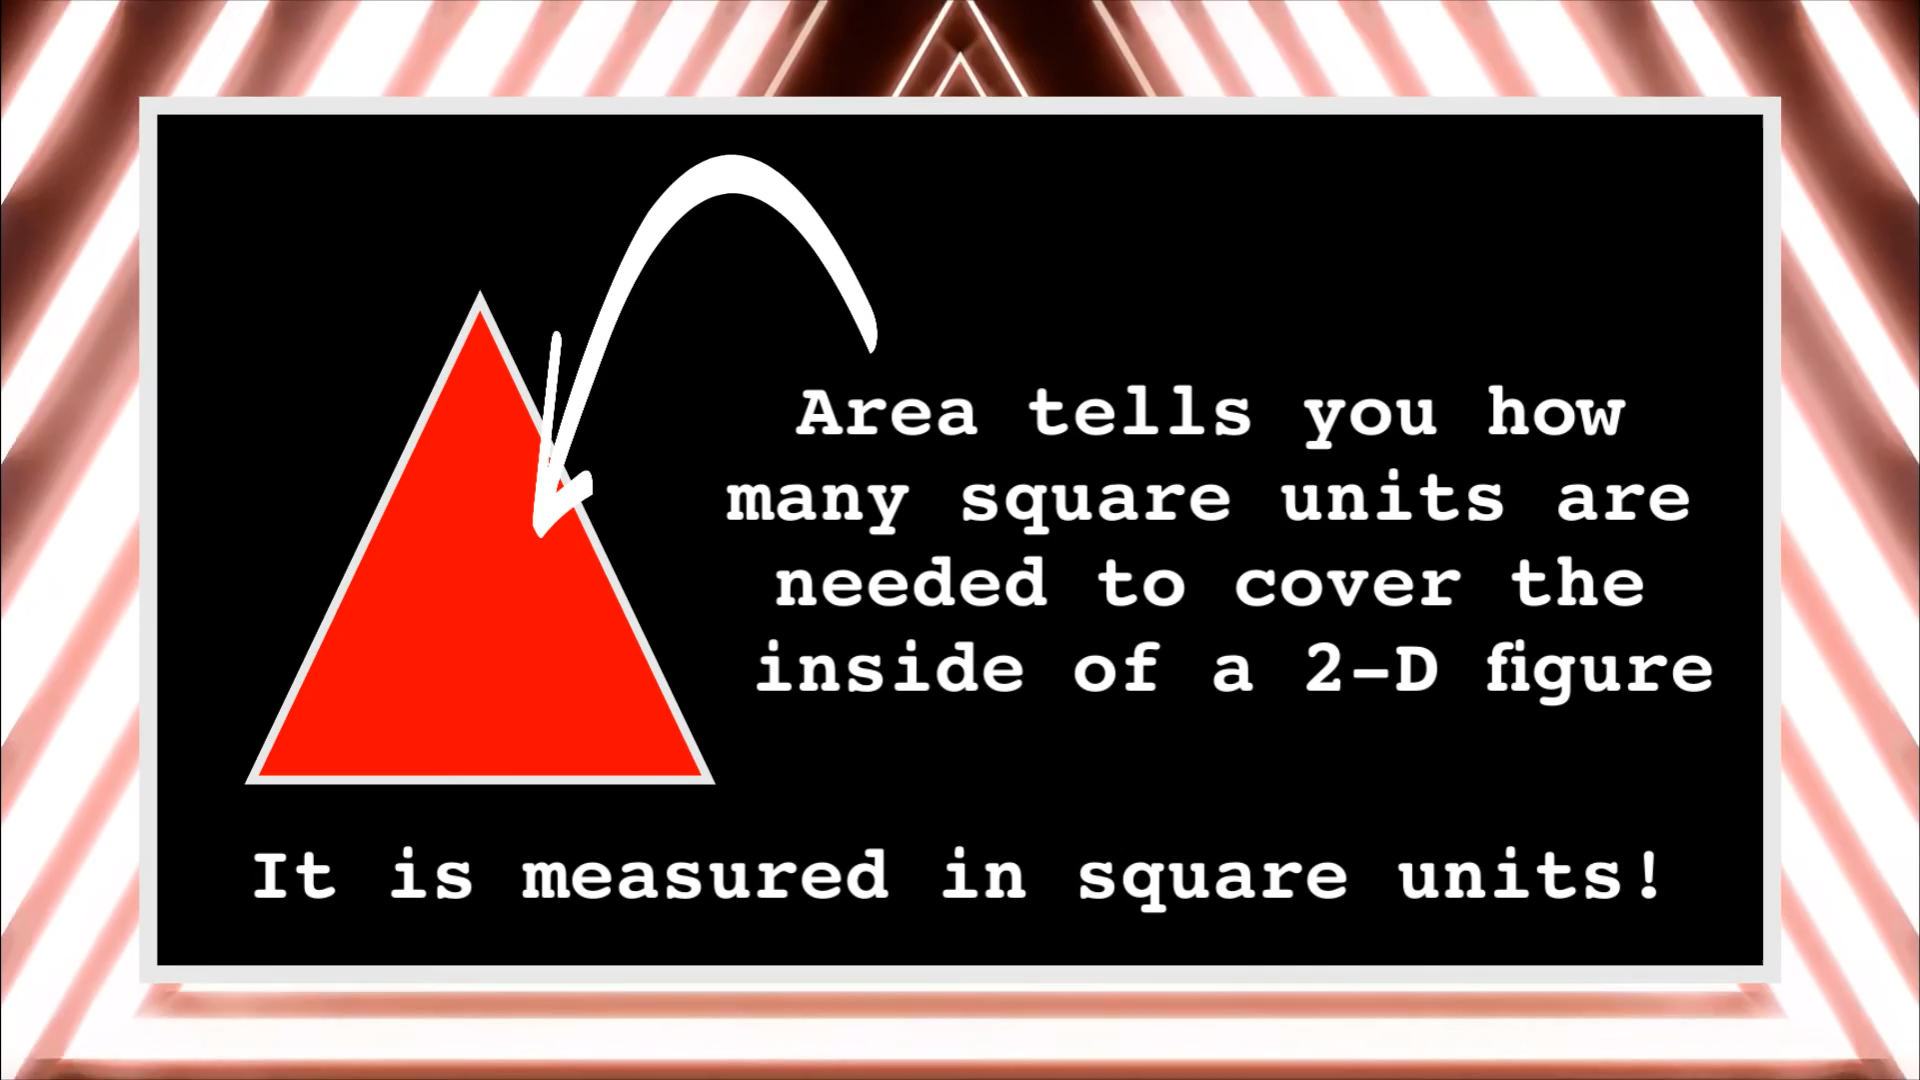 Area tells you how
many square units are
needed to cover the
inside of a 2-D figure
It is measured in square units!